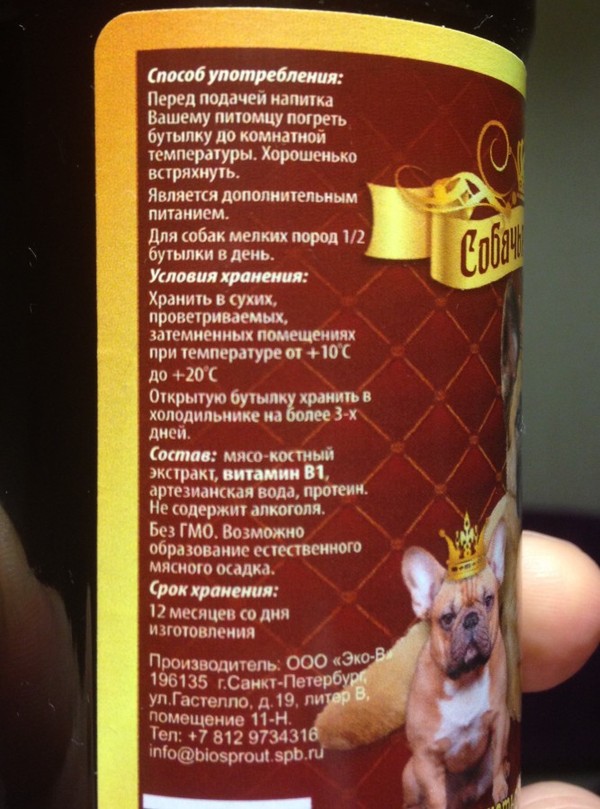 Способ употребления:
Перед подачей напитка
Вашему питомцу погреть
бутылку до комнатной
температуры. Хорошенько
встряхнуть.
Является дополнительным
питанием.
Для собак мелких пород 1/2
бутылки в день.
Условия хранения:
Хранить в сухих,
проветриваемых,
затемненных помещениях
при температуре от +10°С
до +20°С
Открытую бутылку хранить в
холодильнике на более 3-х
дней.
Состав: мясо-костный
экстракт, витамин В1,
артезианская вода, протеин.
Не содержит алкоголя.
Без ГМО. Возможно
образование естественного
мясного осадка.
Срок хранения:
12 месяцев со дня
изготовления
Производитель: ООО «Эко-В»
196135 г.Санкт-Петербург,
ул.Гастелло, д.19, литер В,
помещение 11-Н.
Тел: +7 812 9734316
info@biosprout.spb.ru